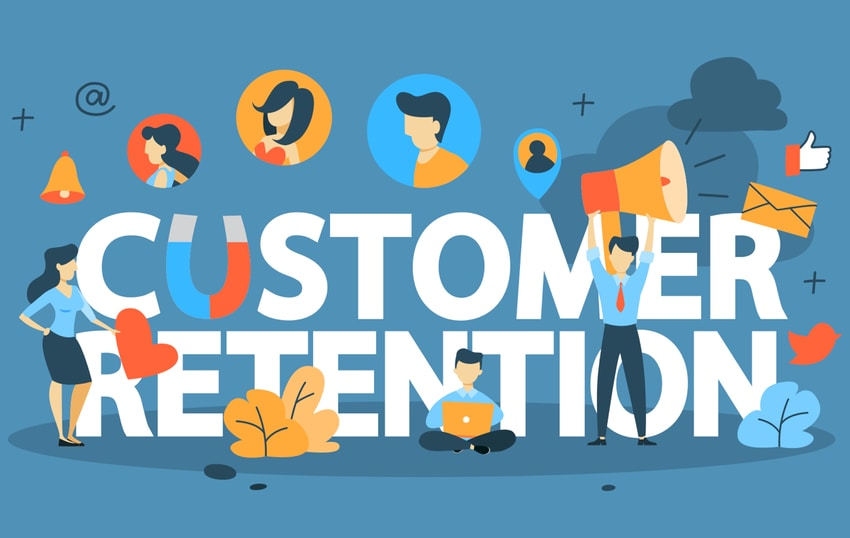 @
CUSTOMER
RETENTION